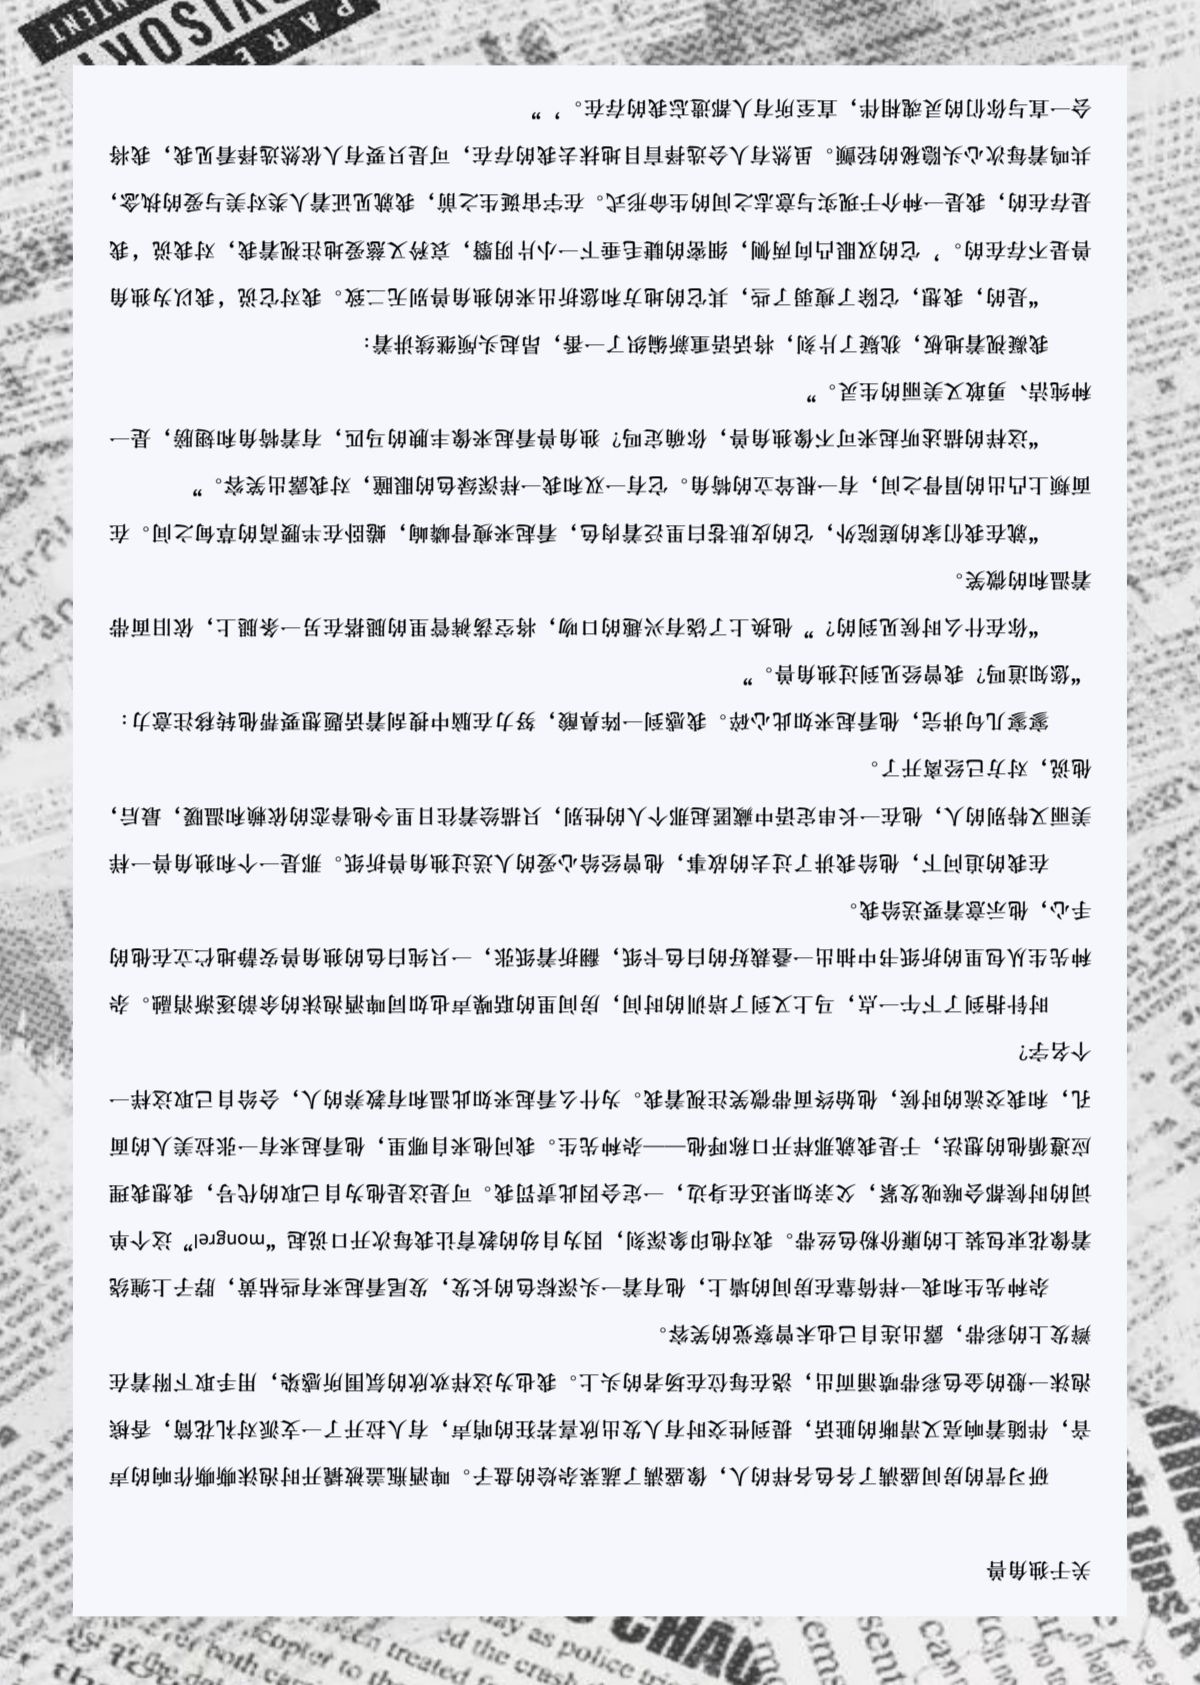 关于独角兽
研习营的房间盛满了各色各样的人，像盛满了蔬菜杂烩的盘子。啤酒瓶盖被撬开时泡沫嘶嘶作响的声
音，伴随着响亮又清晰的脏话，提到性交时有人发出欣喜若狂的哨声，有人拉开了一支派对礼花筒，香槟
泡沫一般的金色彩带喷涌而出，浇在每位在场者的头上。我也为这样欢欣的氛围所感染，用手取下附着在
辫发上的彩带，露出连自己也未曾察觉的笑容。
杂种先生和我一样倚靠在房间的墙上，他有着一头深棕色的长发，发尾看起来有些枯黄，脖子上缠绕
着像花束包装上的廉价粉色丝带。我对他印象深刻，因为自幼的教育让我每次开口说起“mongrel”这个单
词的时候都会喉咙发紧，父亲如果还在身边，一定会因此责罚我。可是这是他为自己取的代号，我想我理
应遵循他的想法，于是我就那样开口称呼他——杂种先生。我问他来自哪里，他看起来有一张拉美人的面
孔，和我交流的时候，他始终面带微笑注视着我。为什么看起来如此温和有教养的人，会给自己取这样一
个名字？
时针指到了下午一点，马上又到了培训的时间，房间里的聒噪声也如同啤酒泡沫的余韵逐渐消融。杂
种先生从包里的折纸书中抽出一叠裁好的白色卡纸，翻折着纸张，一只纯白色的独角兽安静地伫立在他的
手心，他示意着要送给我。
在我的追问下，他给我讲了过去的故事，他曾经给心爱的人送过独角兽折纸。那是一个和独角兽一样
美丽又特别的人，他在一长串定语中藏匿起那个人的性别，只描绘着往日里令他眷恋的依赖和温暖，最后，
他说，对方已经离开了。
寥寥几句讲完，他看起来如此心碎。我感到一阵鼻酸，努力在脑中搜刮着话题想要帮他转移注意力：
“您知道吗？我曾经见到过独角兽。”
“你在什么时候见到的？”他换上了饶有兴趣的口吻，将空荡裤管里的腿搭在另一条腿上，依旧面带
着温和的微笑。
“就在我们家的庭院外，它的皮肤苍白里泛着肉色，看起来瘦骨嶙峋，蜷卧在半腰高的草甸之间。在
面颊上凸出的眉骨之间，有一根耸立的犄角。它有一双和我一样深绿色的眼瞳，对我露出笑容。”
“这样的描述听起来可不像独角兽，你确定吗？独角兽看起来像丰腴的马匹，有着犄角和翅膀，是一
种纯洁、勇敢又美丽的生灵。”
我凝视着地板，犹疑了片刻，将话语重新编织了一番，昂起头颅继续讲着：
“是的，我想，它除了瘦弱了些，其它的地方和您折出来的独角兽别无二致。我对它说‘我以为独角
兽是不存在的。’它的双眼凸向两侧，细密的睫毛垂下一小片阴翳，哀矜又慈爱地注视着我，对我说‘我
是存在的，我是一种介于现实与意志之间的生命形式。在宇宙诞生之前，我就见证着人类对美与爱的执念，
共鸣着每次心头隐秘的轻颤。虽然有人会选择盲目地抹去我的存在，可是只要有人依然选择看见我，我将
会一直与你们的灵魂相伴，直至所有人都遗忘我的存在。’”